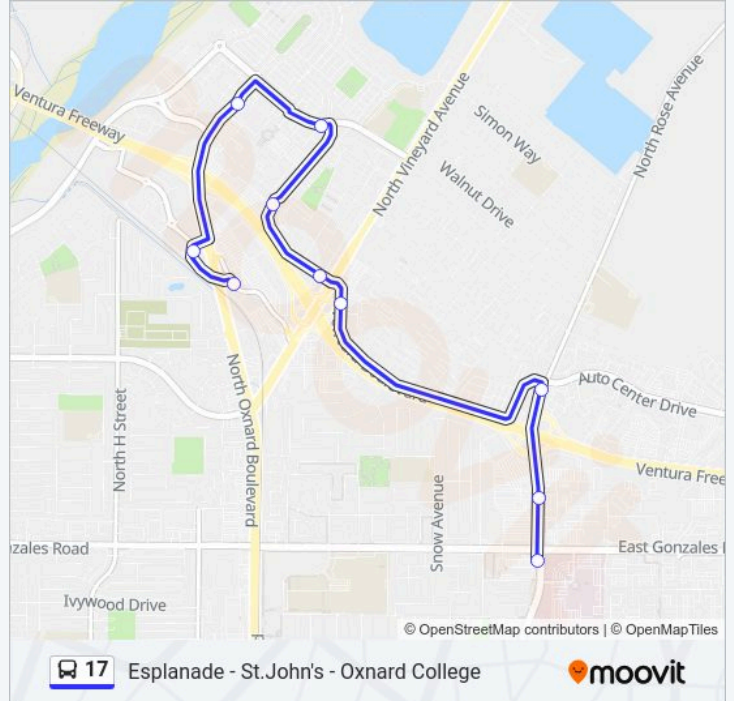 Ventura Freeway
North Vineyard Avenue
Simon Way
North Rose Avenue
Walnut Drive
North H Street
North Oxnard Boulevard
Auto Center Drive
Ventura Free
Snow Avenue
zales Road
East Gonzales
Ivywood Drive
© OpenStreetMap contributors | © OpenMapTiles
17 Esplanade - St.John's - Oxnard College
moovit